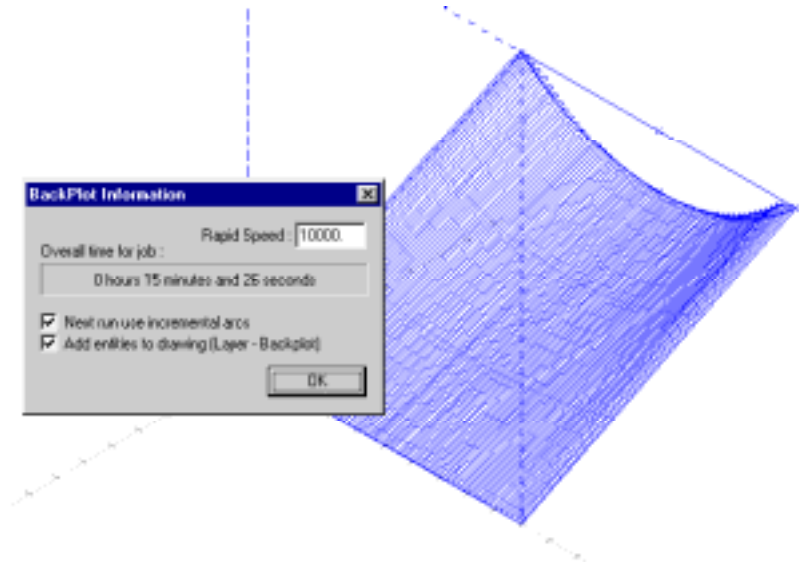 BackPlot Information
Rapid Speed : 10000.
Overall time for job :
0 hours 15 minutes and 26 seconds
Next run use incremental arcs
Add entities to drawing (Layer - Backplot)
OK